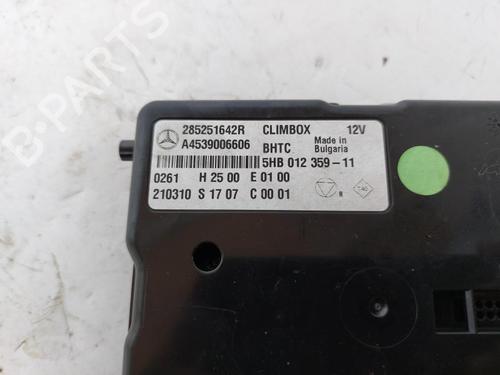 285251642R CLIMBOX 12V
A4539006606 BHTC Made in Bulgaria
5HB 012 359-11
0261 H 25 00 E 01 00
210310 S 17 07 C 00 01